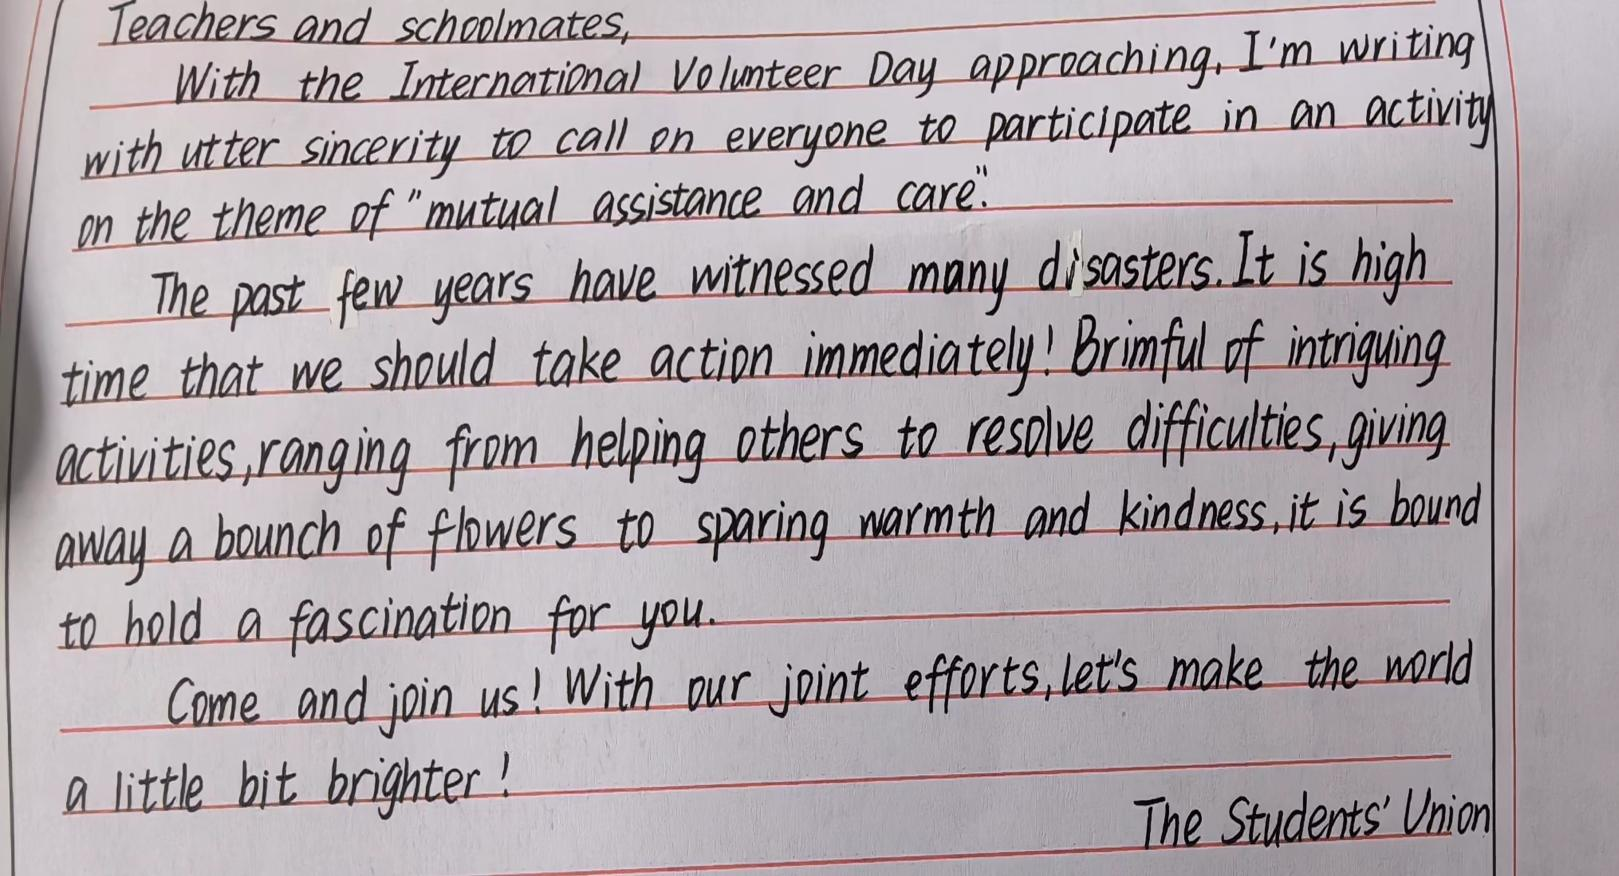 Teachers and schoolmates,
With the International Volunteer Day approaching, I'm writing
with utter sincerity to call on everyone to participate in an activity
on the theme of "mutual assistance and care".
The past few years have witnessed many disasters. It is high
time that we should take action immediately! Brimful of intriguing
activities, ranging from helping others to resolve difficulties, giving
away a bounch of flowers to sparing warmth and kindness, it is bound
to hold a fascination for you.
Come and join us! With our joint efforts, let's make the world
a little bit brighter!
The Students' Union